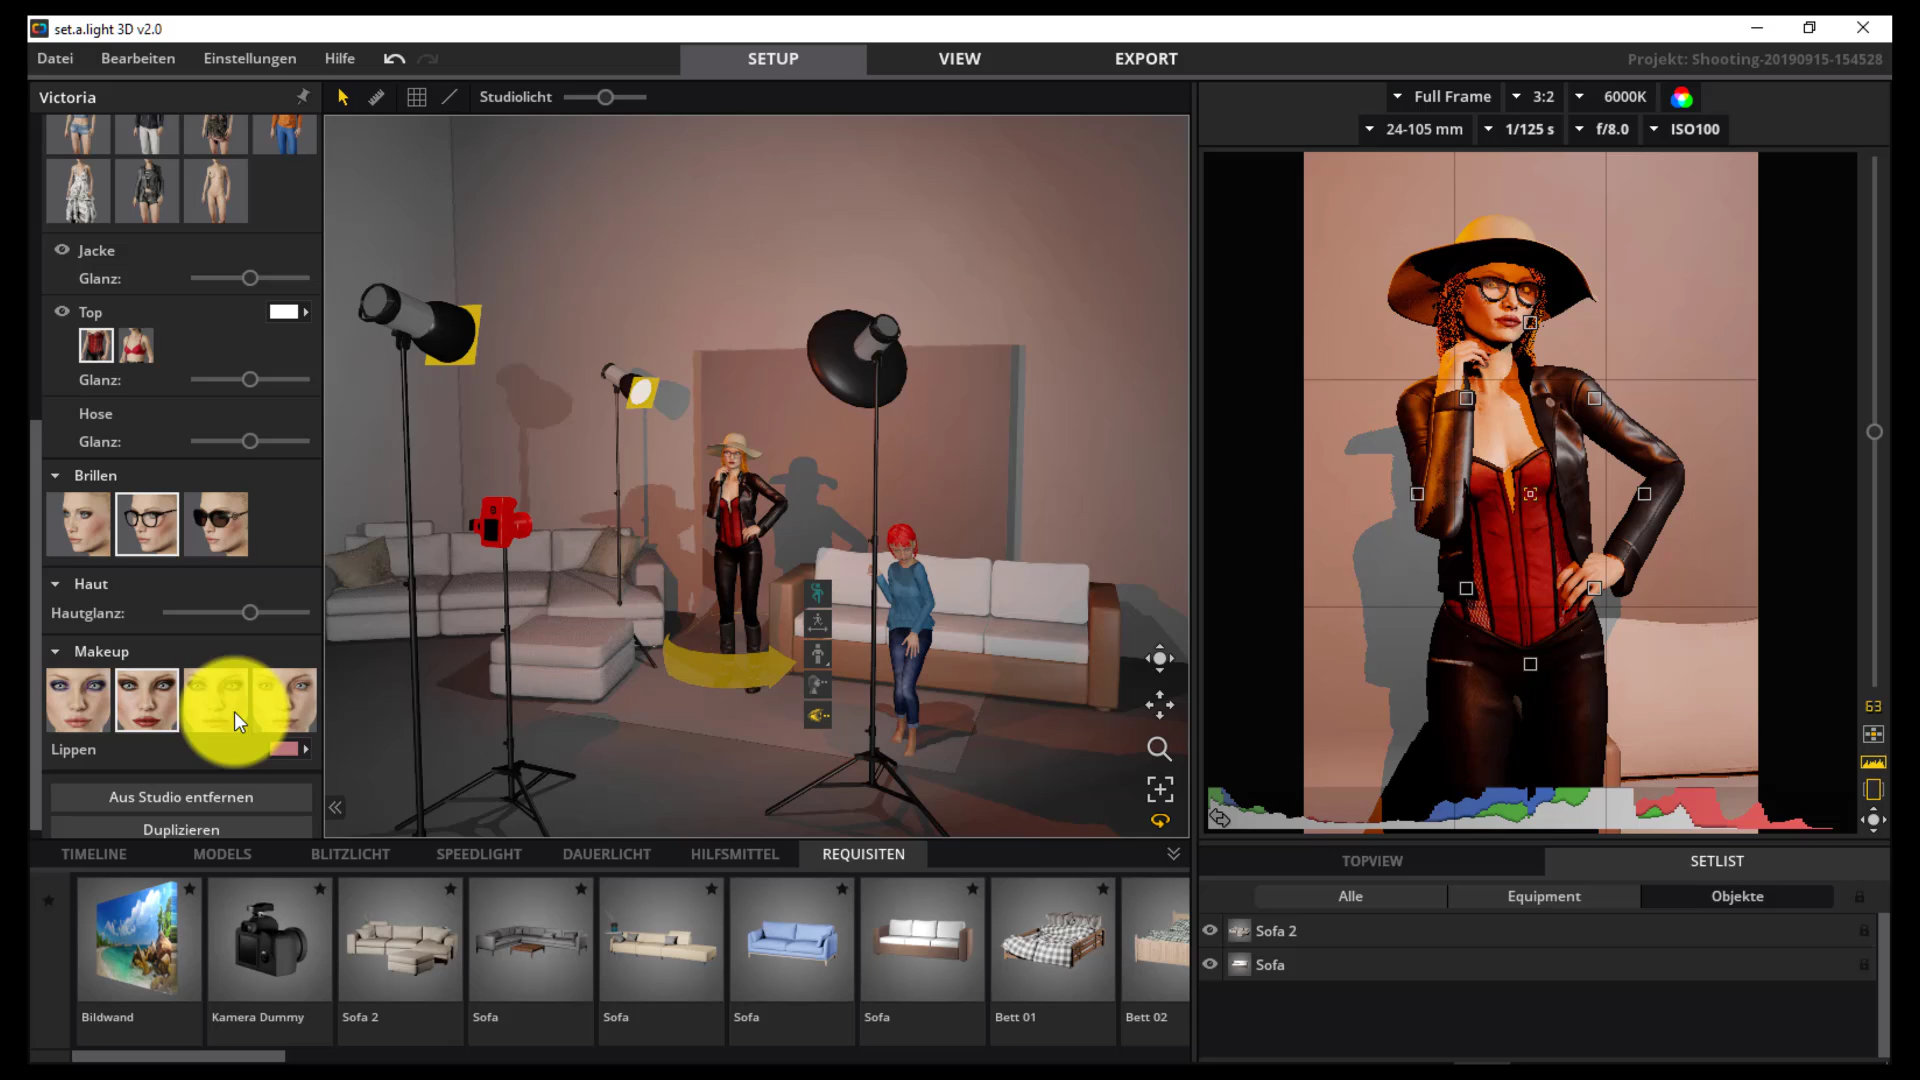 set.a.light 3D v2.0
Datei Bearbeiten Einstellungen Hilfe SETUP VIEW EXPORT Projekt: Shooting-20190915-154528
Victoria Studiolicht Full Frame 3:2 6000K
24-105 mm 1/125 s f/8.0 ISO100
Jacke
Glanz:
Top
Glanz:
Hose
Glanz:
Brillen
Haut
Hautglanz:
Makeup
63
Lippen
Aus Studio entfernen
Duplizieren
TIMELINE MODELS BLITZLICHT SPEEDLIGHT DAUERLICHT HILFSMITTEL REQUISITEN
TOPVIEW SETLIST
Alle Equipment Objekte
Sofa 2
Sofa
Bildwand Kamera Dummy Sofa 2 Sofa Sofa Sofa Sofa Bett 01 Bett 02